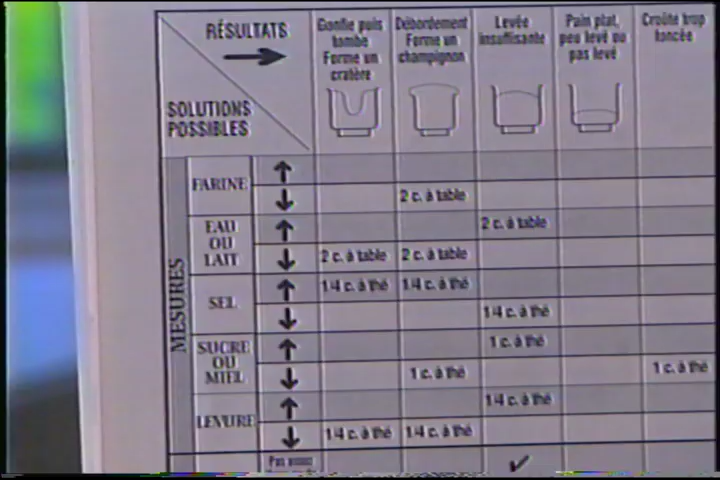 RÉSULTATS
SOLUTIONS
POSSIBLES
Gonfle puis
tombe
Forme un
cratère
Débordement
Forme un
champignon
Levée
insuffisante
Pain plat,
peu levé ou
pas levé
Croûte trop
foncée
MESURES
FARINE
2 c. à table
EAU
OU
LAIT
2 c. à table
2 c. à table 2 c. à table
SEL
1⁄4 c. à thé 1⁄4 c. à thé
1⁄4 c. à thé
SUCRE
OU
MIEL
1 c. à thé
1 c. à thé 1 c. à thé
LEVURE
1⁄4 c. à thé
1⁄4 c. à thé 1⁄4 c. à thé
Pas assez